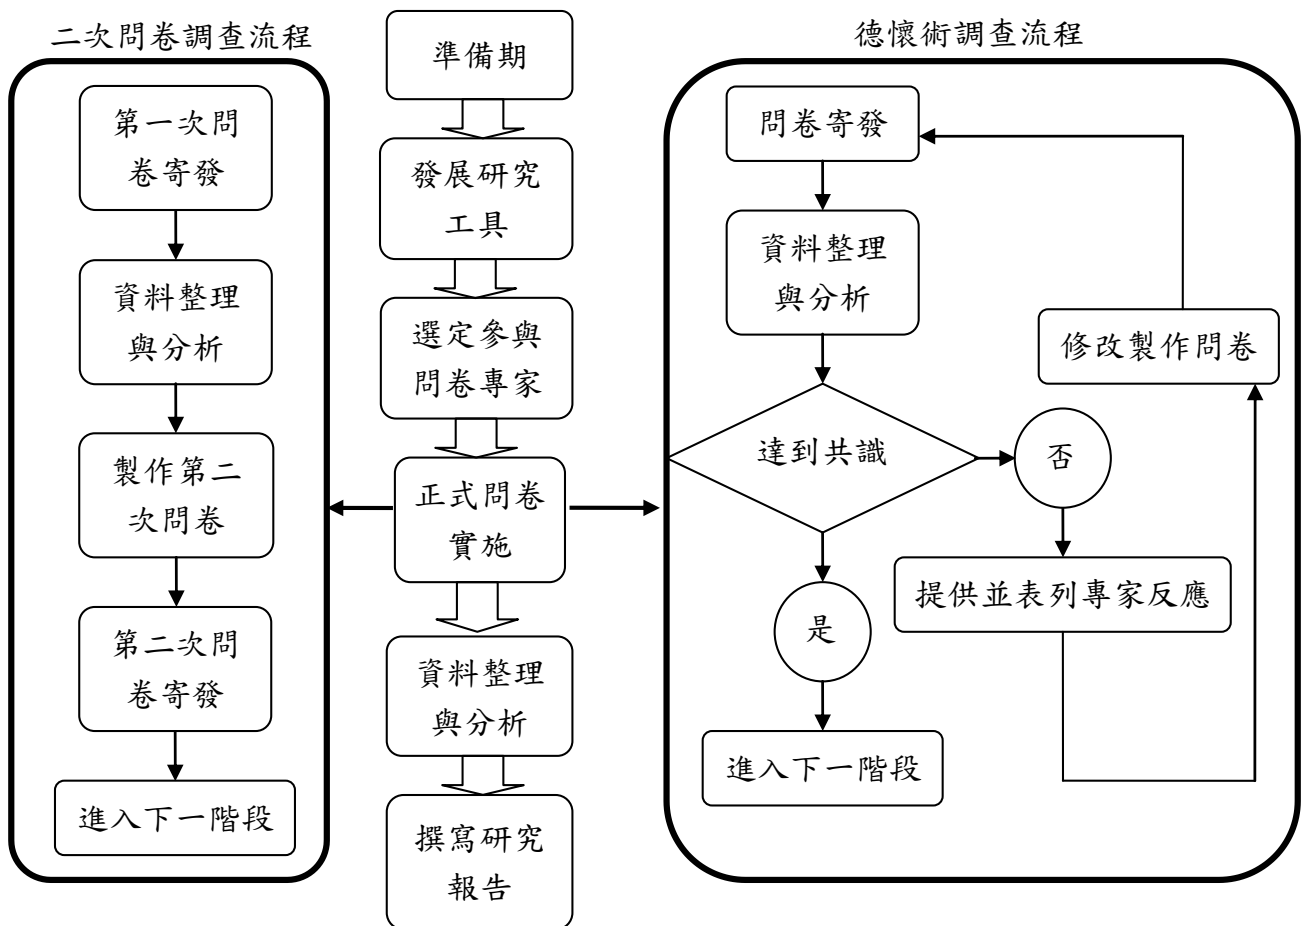 二次問卷調查流程
第一次問
卷寄發
資料整理
與分析
製作第二
次問卷
第二次問
卷寄發
進入下一階段
準備期
發展研究
工具
選定參與
問卷專家
正式問卷
實施
資料整理
與分析
撰寫研究
報告
德懷術調查流程
問卷寄發
資料整理
與分析
達到共識
否
是
提供並表列專家反應
修改製作問卷
進入下一階段